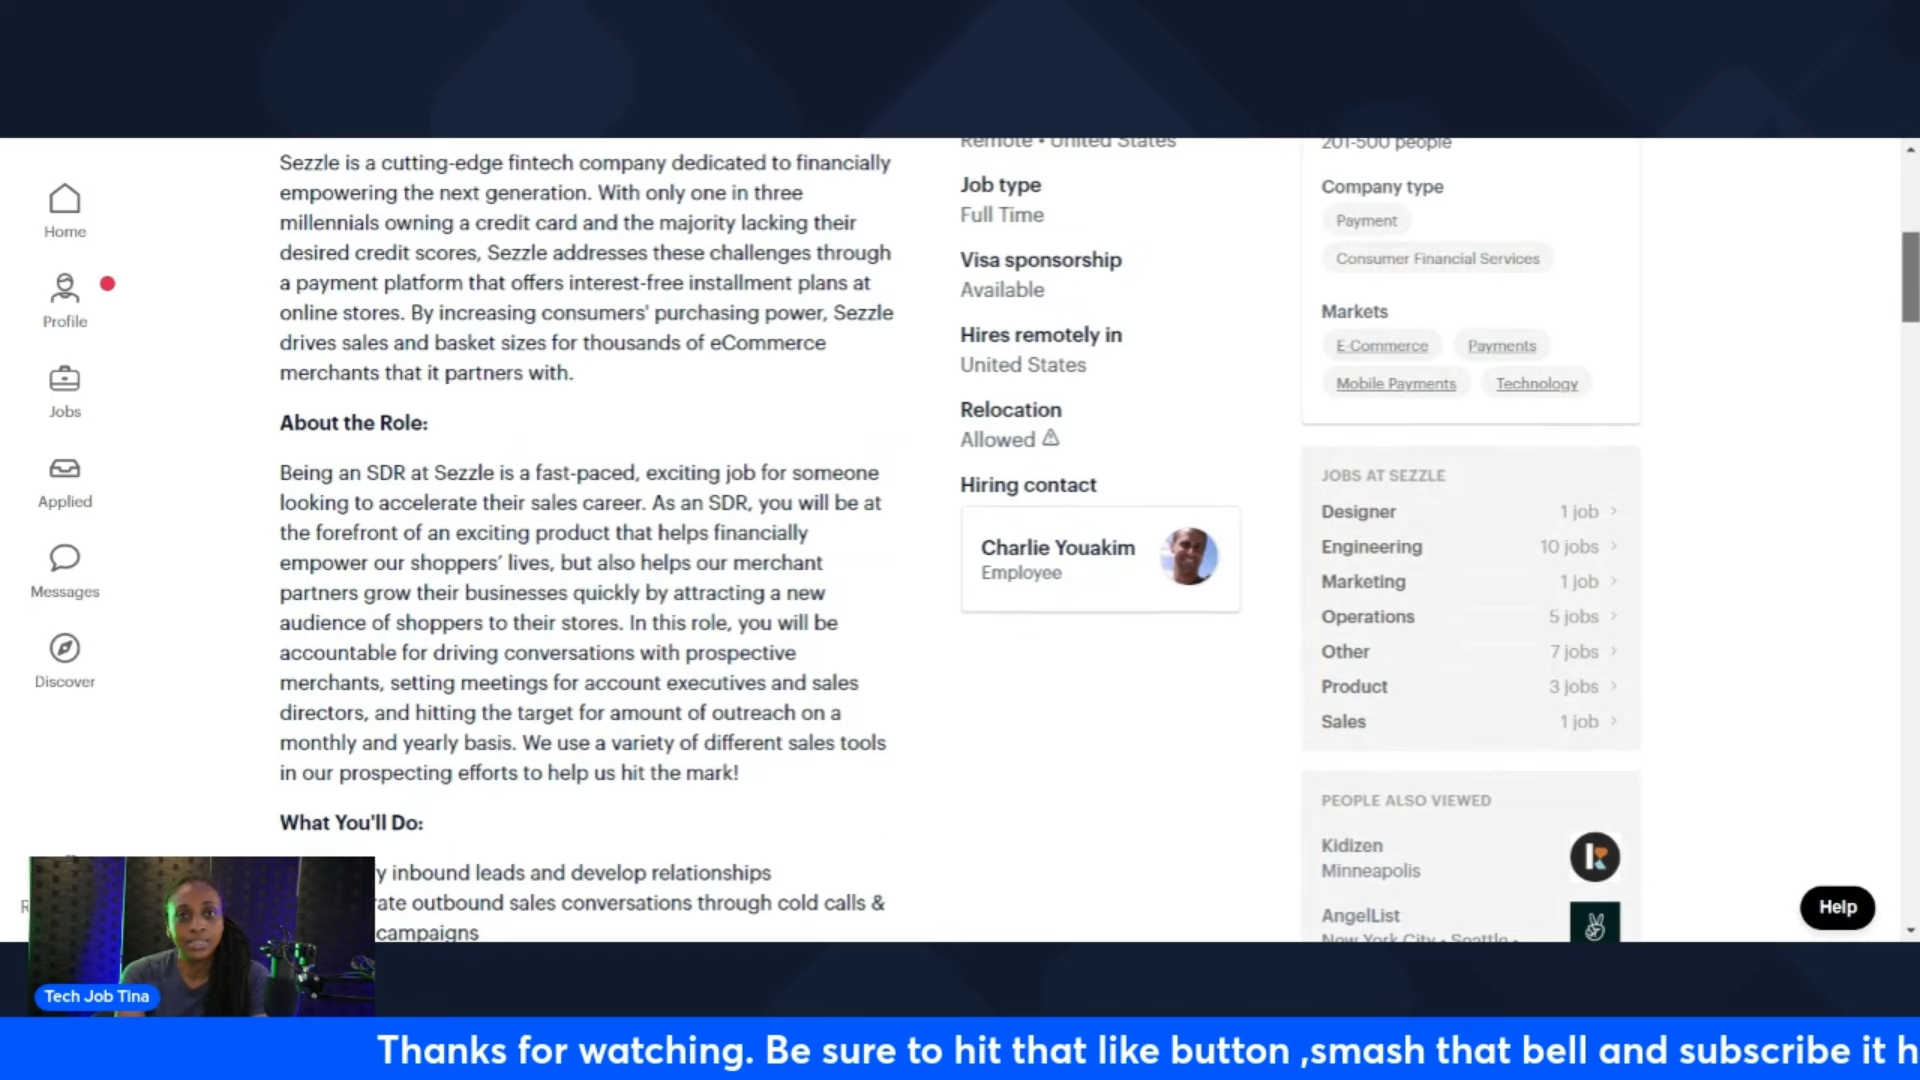 Home
Profile
Jobs
Applied
Messages
Discover
Sezzle is a cutting-edge fintech company dedicated to financially
empowering the next generation. With only one in three
millennials owning a credit card and the majority lacking their
desired credit scores, Sezzle addresses these challenges through
a payment platform that offers interest-free installment plans at
online stores. By increasing consumers' purchasing power, Sezzle
drives sales and basket sizes for thousands of eCommerce
merchants that it partners with.
About the Role:
Being an SDR at Sezzle is a fast-paced, exciting job for someone
looking to accelerate their sales career. As an SDR, you will be at
the forefront of an exciting product that helps financially
empower our shoppers’ lives, but also helps our merchant
partners grow their businesses quickly by attracting a new
audience of shoppers to their stores. In this role, you will be
accountable for driving conversations with prospective
merchants, setting meetings for account executives and sales
directors, and hitting the target for amount of outreach on a
monthly and yearly basis. We use a variety of different sales tools
in our prospecting efforts to help us hit the mark!
What You'll Do:
y inbound leads and develop relationships
ate outbound sales conversations through cold calls &
campaigns
Remote • United States
Job type
Full Time
Visa sponsorship
Available
Hires remotely in
United States
Relocation
Allowed
Hiring contact
Charlie Youakim
Employee
201-500 people
Company type
Payment
Consumer Financial Services
Markets
E-Commerce Payments
Mobile Payments Technology
JOBS AT SEZZLE
Designer 1 job
Engineering 10 jobs
Marketing 1 job
Operations 5 jobs
Other 7 jobs
Product 3 jobs
Sales 1 job
PEOPLE ALSO VIEWED
Kidizen
Minneapolis
AngelList
New York City • Seattle •
Help
Tech Job Tina
Thanks for watching. Be sure to hit that like button ,smash that bell and subscribe it h